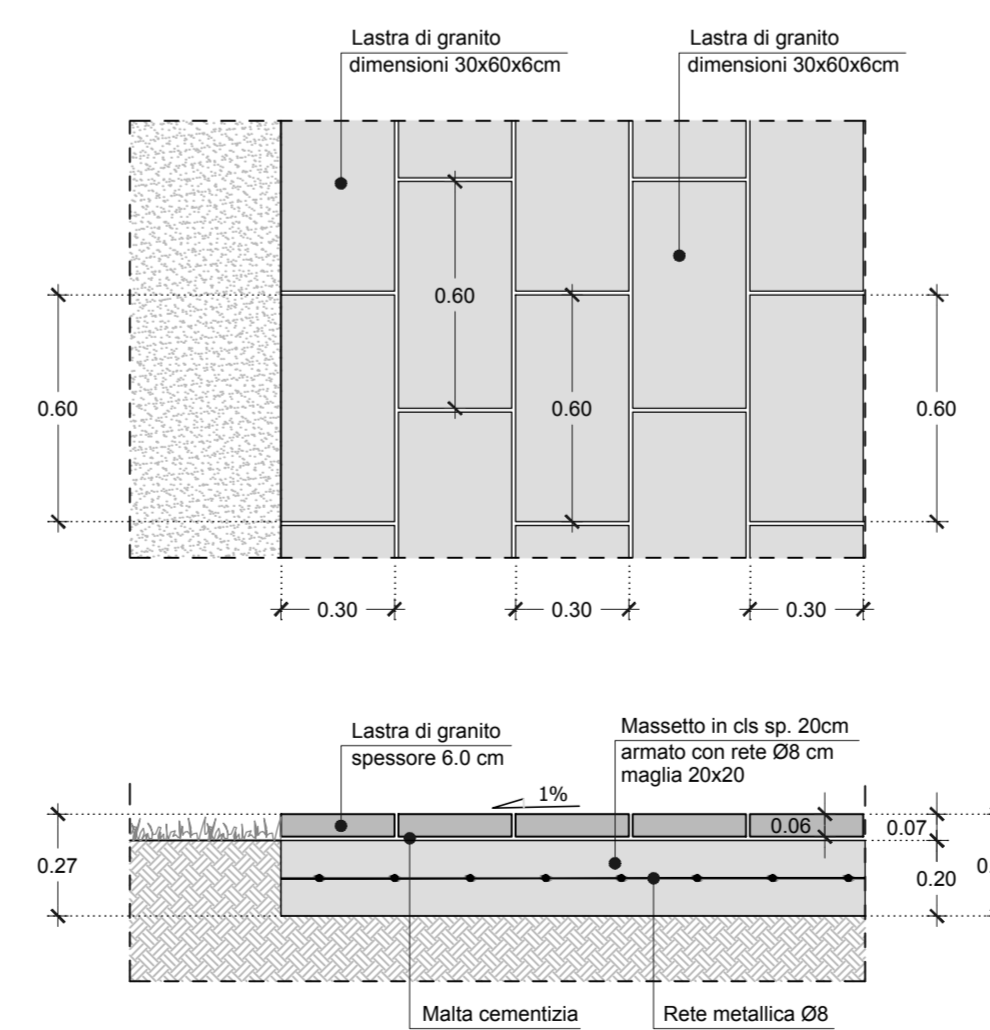 Lastra di granito
dimensioni 30x60x6cm
Lastra di granito
dimensioni 30x60x6cm
0.60
0.60
0.60
0.60
0.30
0.30
0.30
Lastra di granito
spessore 6.0 cm
Massetto in cls sp. 20cm
armato con rete Ø8 cm
maglia 20x20
1%
0.06
0.07
0.27
0.20
0.
Malta cementizia
Rete metallica Ø8